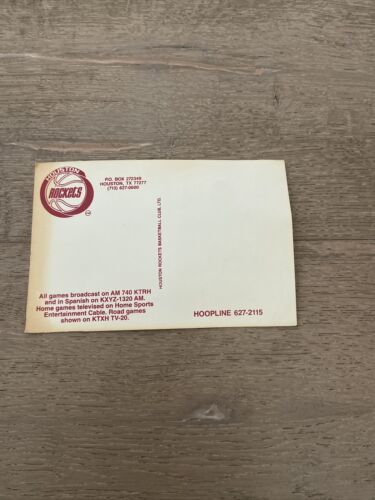 HOUSTON
ROCKETS
P.O. BOX 272349
HOUSTON, TX 77277
(713) 627-0600
HOUSTON ROCKETS BASKETBALL CLUB, LTD.
All games broadcast on AM 740 KTRH
and in Spanish on KXYZ-1320 AM.
Home games televised on Home Sports
Entertainment Cable. Road games
shown on KTXH TV-20.
HOOPLINE 627-2115